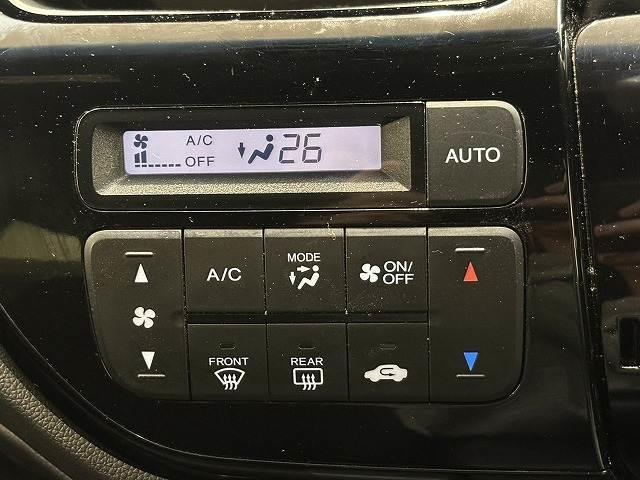 A/C
OFF
26
AUTO
A/C
MODE
ON/
OFF
FRONT
REAR